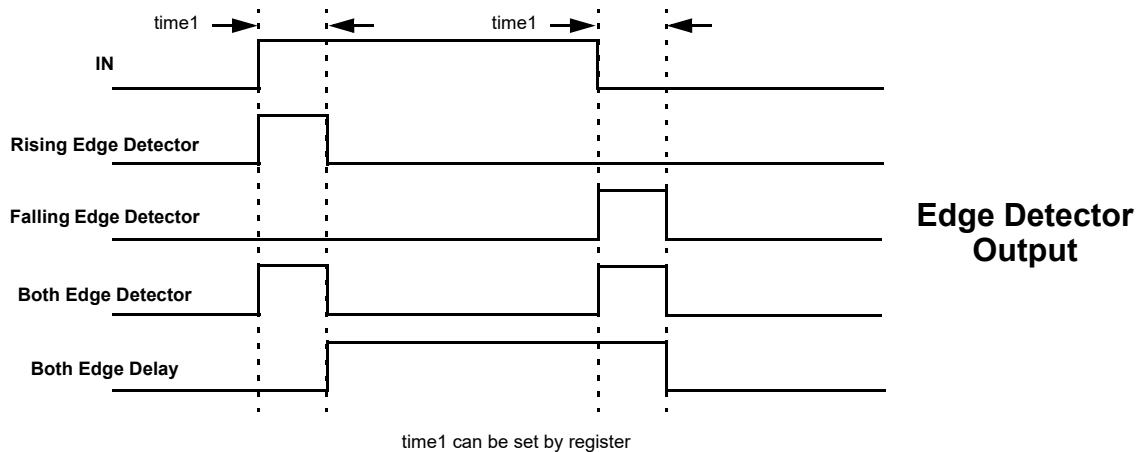 time1
time1
IN
Rising Edge Detector
Falling Edge Detector
Edge Detector
Output
Both Edge Detector
Both Edge Delay
time1 can be set by register